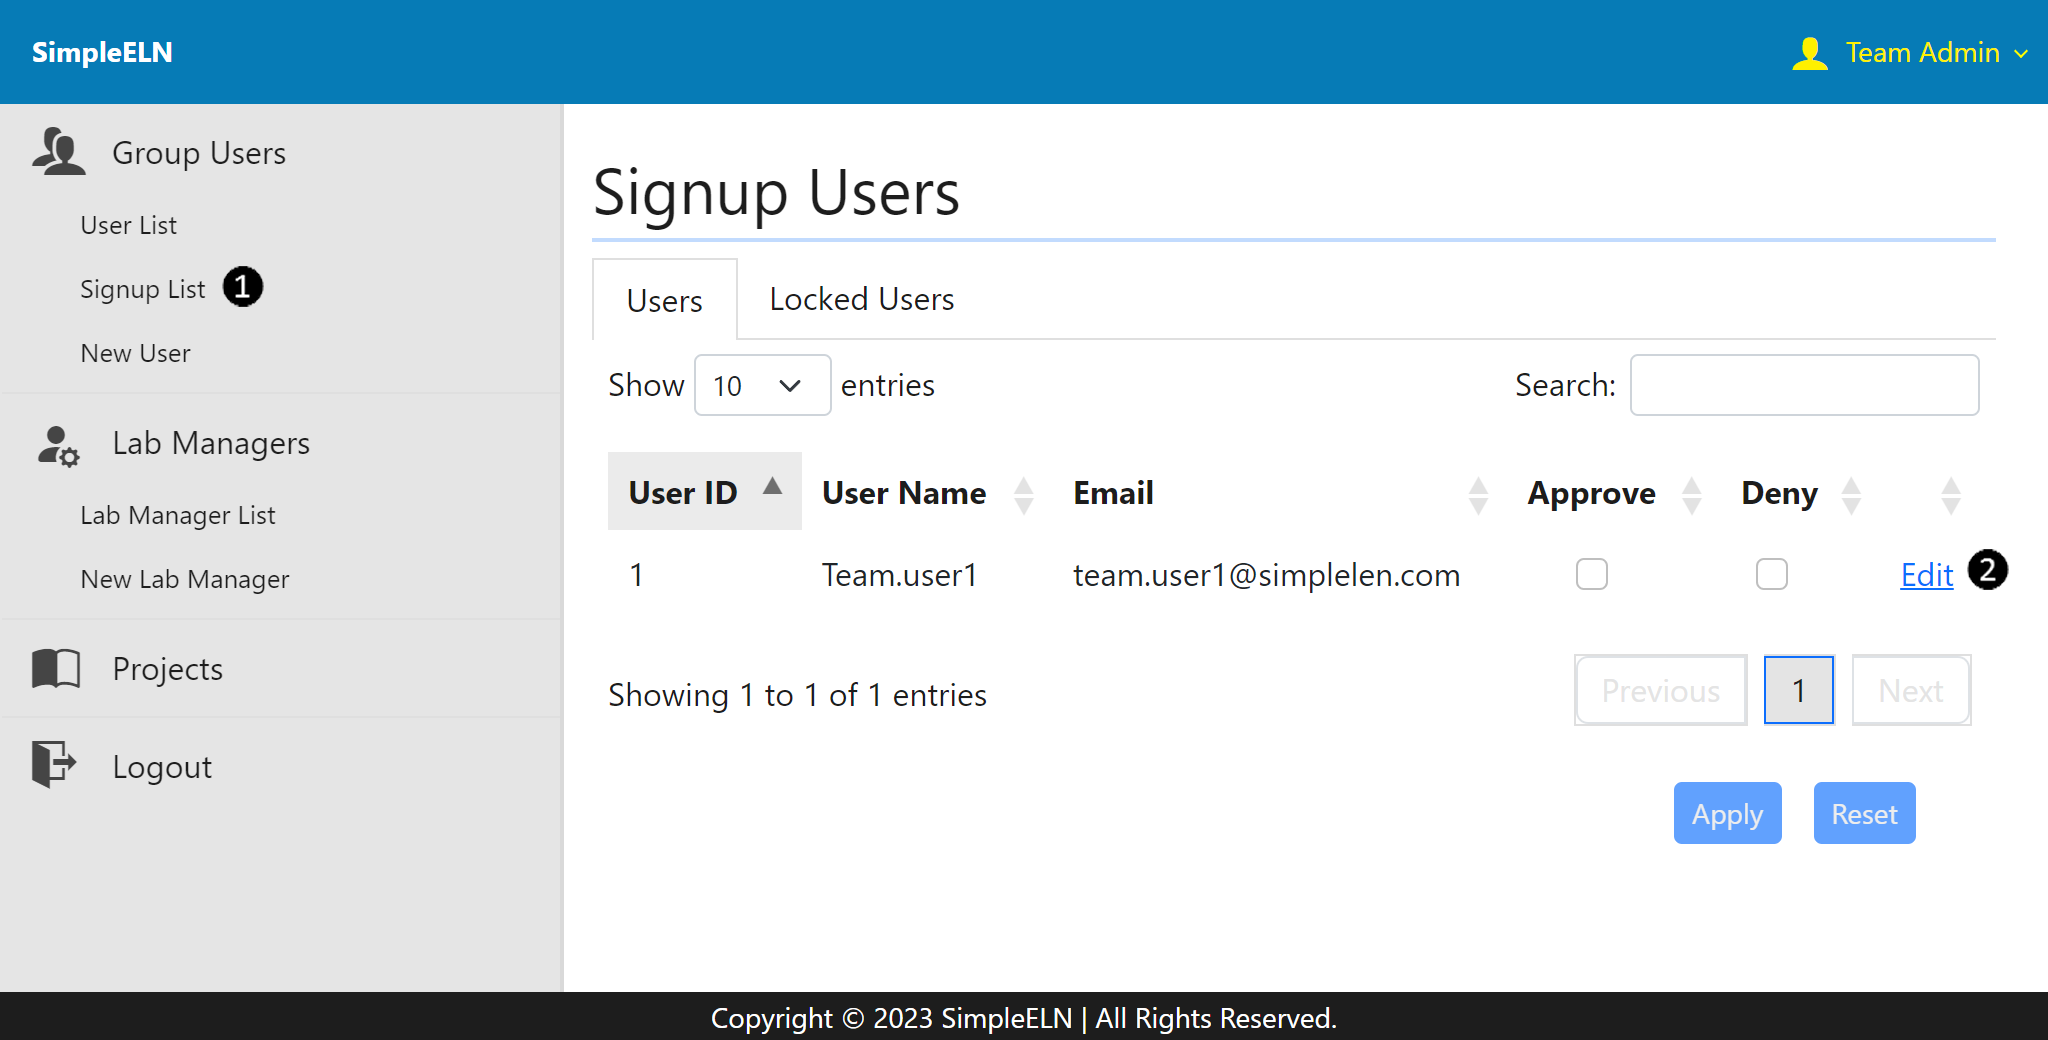 SimpleELN
Team Admin
Group Users
User List
Signup List 1
New User
Lab Managers
Lab Manager List
New Lab Manager
Projects
Logout
Signup Users
Users Locked Users
Show 10 entries Search:
User ID User Name Email Approve Deny
1 Team.user1 team.user1@simplelen.com Edit 2
Showing 1 to 1 of 1 entries Previous 1 Next
Apply Reset
Copyright © 2023 SimpleELN | All Rights Reserved.